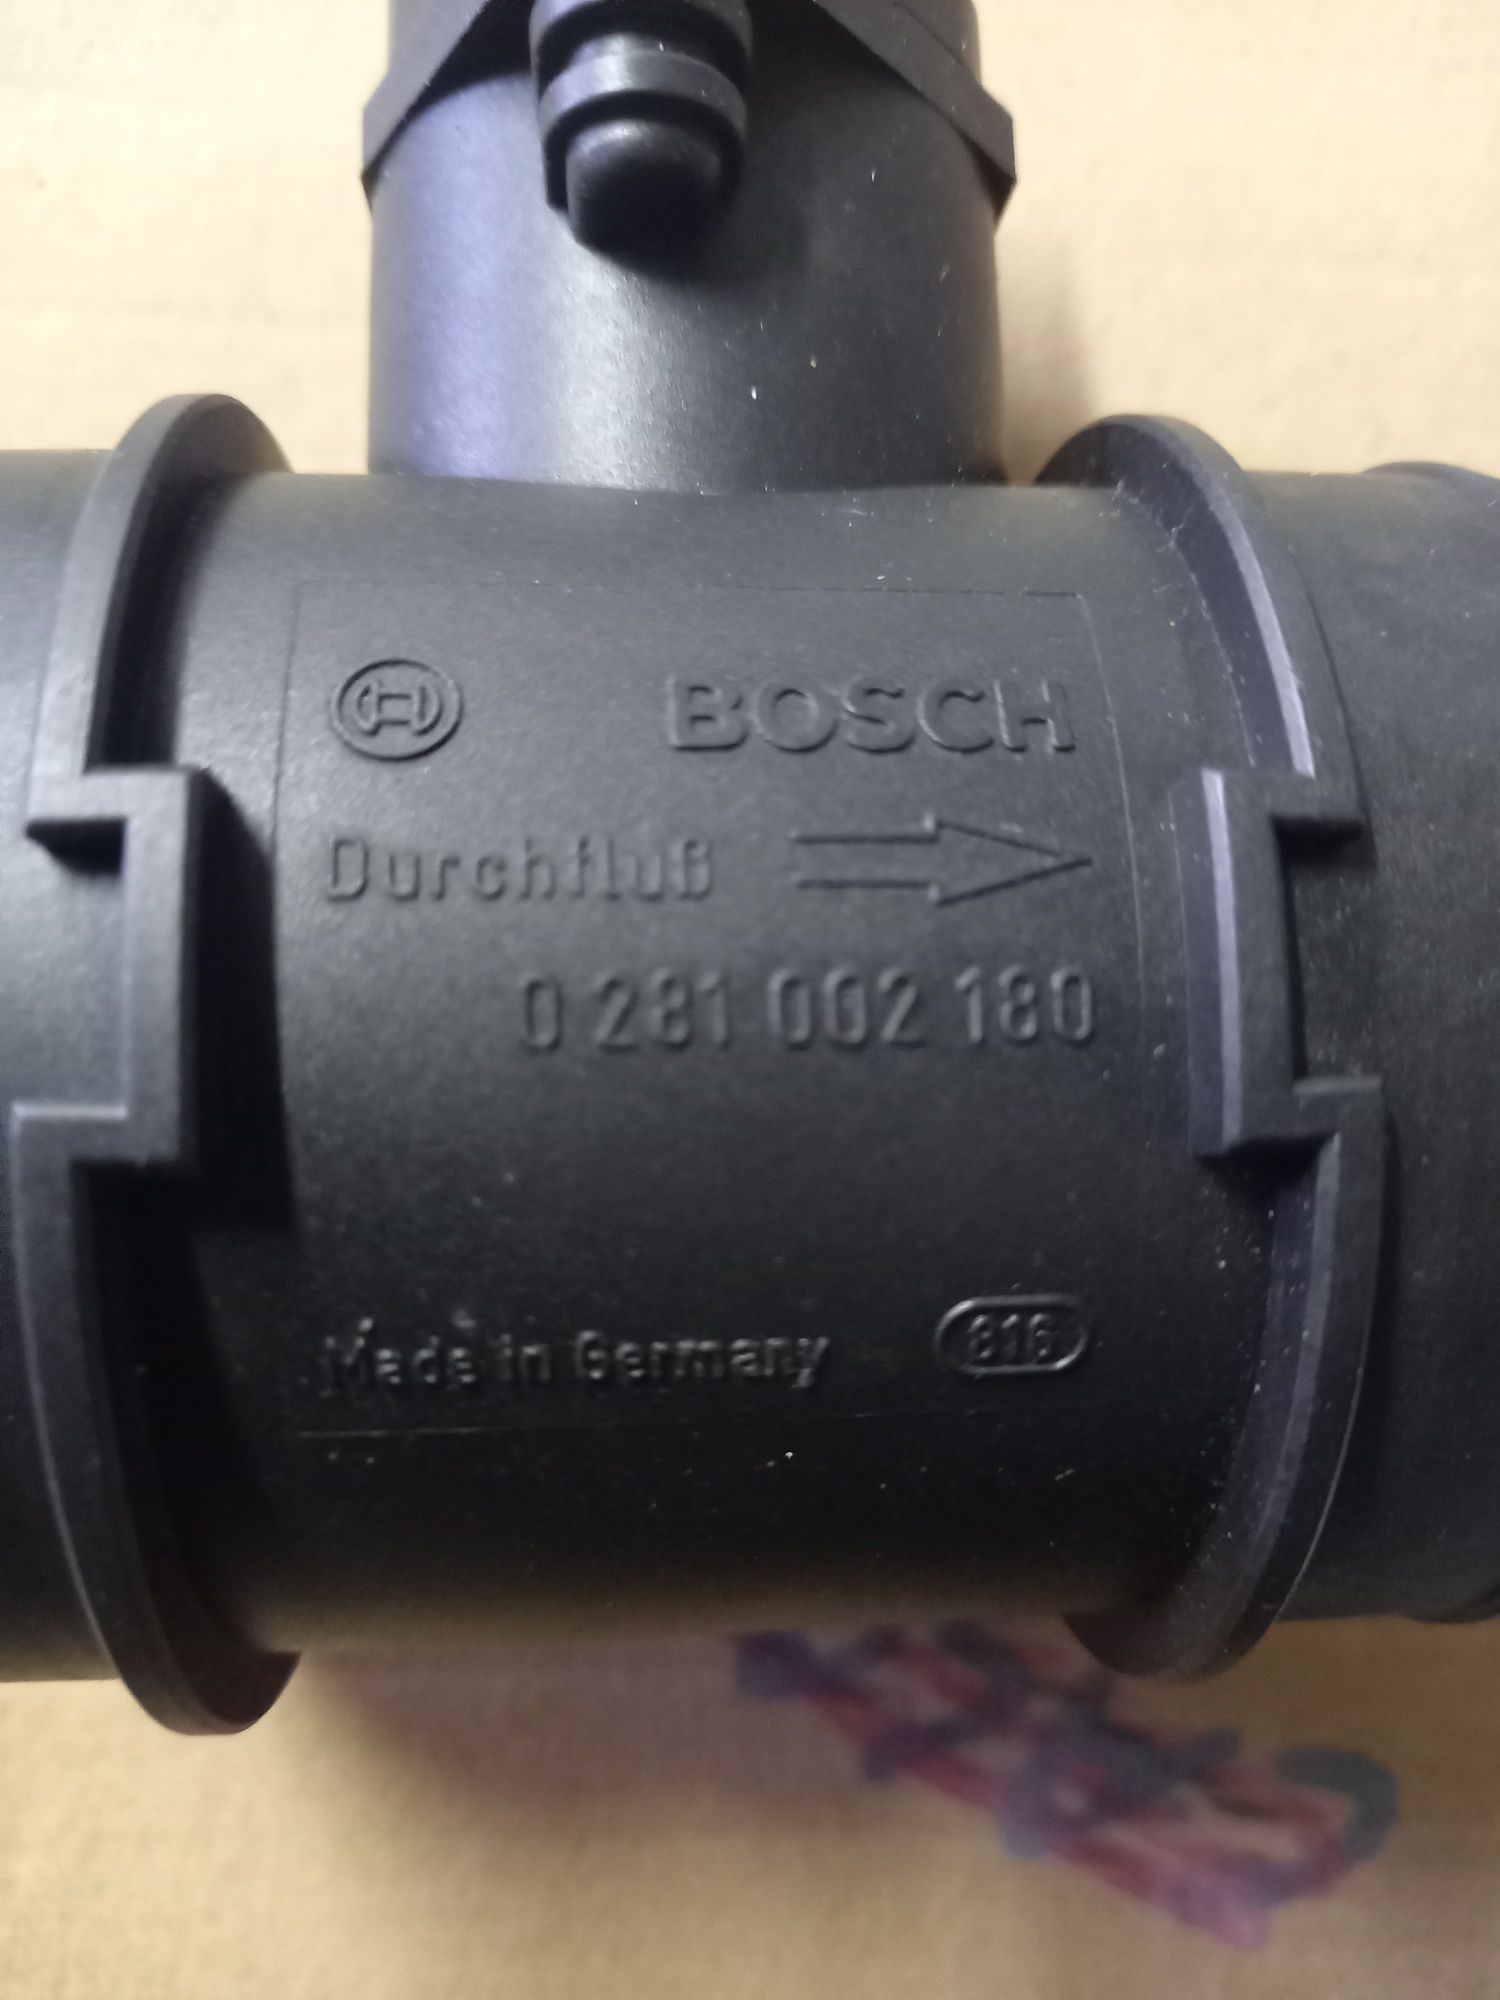 BOSCH
Durchfluß
0 281 002 180
Made in Germany 816